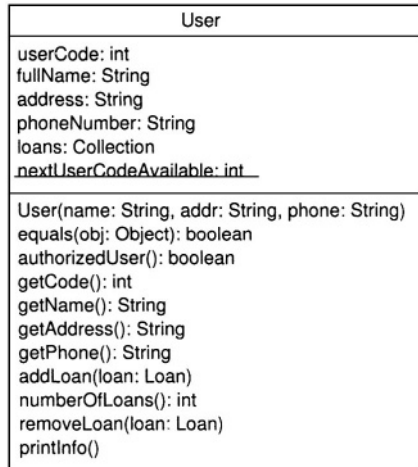 User
userCode: int
fullName: String
address: String
phoneNumber: String
loans: Collection
nextUserCodeAvailable: int
User(name: String, addr: String, phone: String)
equals(obj: Object): boolean
authorizedUser(): boolean
getCode(): int
getName(): String
getAddress(): String
getPhone(): String
addLoan(loan: Loan)
numberOfLoans(): int
removeLoan(loan: Loan)
printInfo()